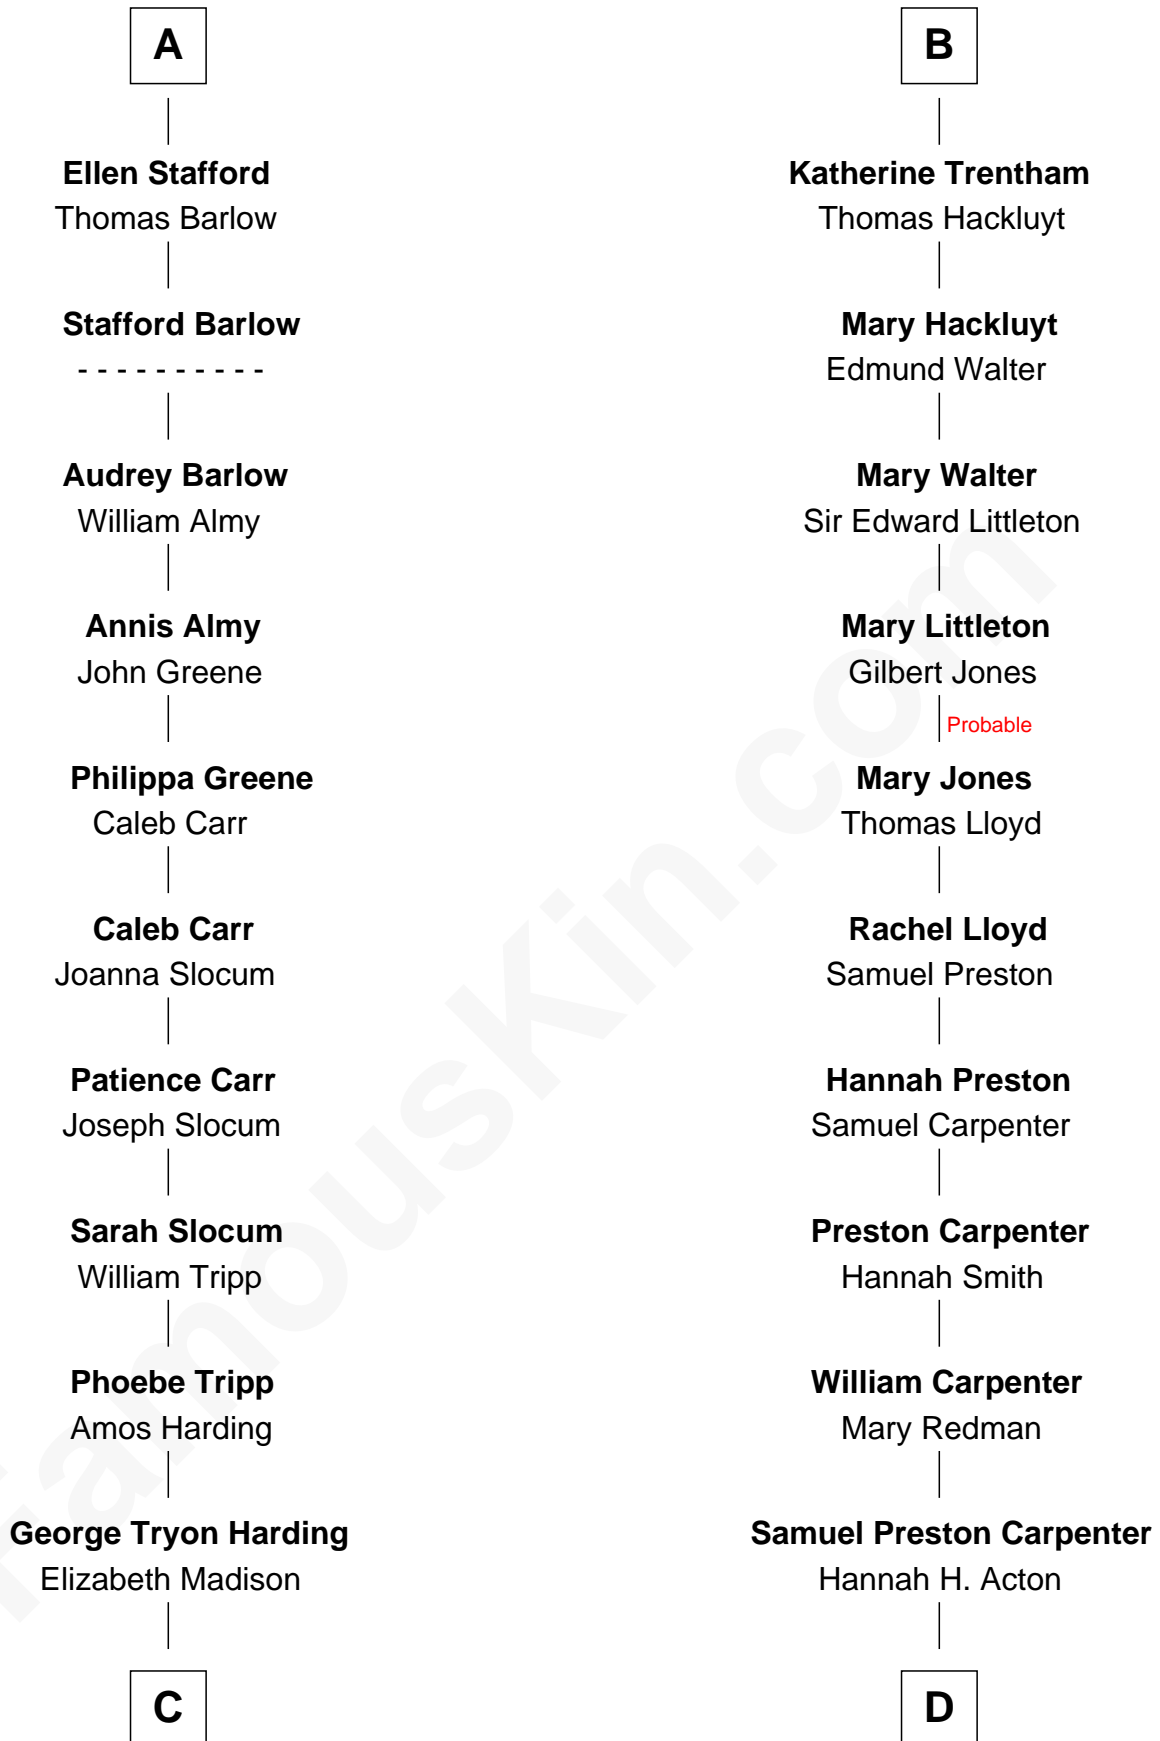 A
Ellen Stafford
Thomas Barlow
Stafford Barlow
- - - - - - - - - -
Audrey Barlow
William Almy
Annis Almy
John Greene
Philippa Greene
Caleb Carr
Caleb Carr
Joanna Slocum
Patience Carr
Joseph Slocum
Sarah Slocum
William Tripp
Phoebe Tripp
Amos Harding
George Tryon Harding
Elizabeth Madison
C
B
Katherine Trentham
Thomas Hackluyt
Mary Hackluyt
Edmund Walter
Mary Walter
Sir Edward Littleton
Mary Littleton
Gilbert Jones
Probable
Mary Jones
Thomas Lloyd
Rachel Lloyd
Samuel Preston
Hannah Preston
Samuel Carpenter
Preston Carpenter
Hannah Smith
William Carpenter
Mary Redman
Samuel Preston Carpenter
Hannah H. Acton
D
FamousKin.com